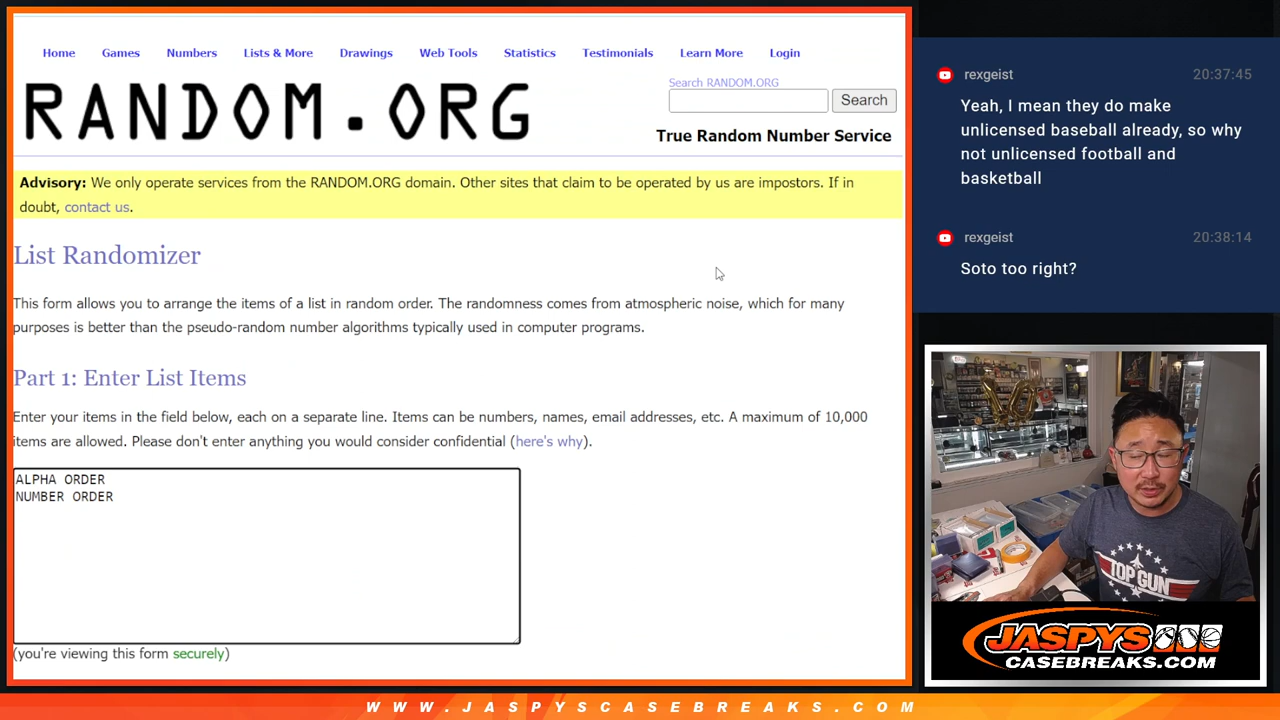 Home Games Numbers Lists & More Drawings Web Tools Statistics Testimonials Learn More Login
RANDOM.ORG
Search RANDOM.ORG
Search
True Random Number Service
Advisory: We only operate services from the RANDOM.ORG domain. Other sites that claim to be operated by us are impostors. If in
doubt, contact us.
List Randomizer
This form allows you to arrange the items of a list in random order. The randomness comes from atmospheric noise, which for many
purposes is better than the pseudo-random number algorithms typically used in computer programs.
Part 1: Enter List Items
Enter your items in the field below, each on a separate line. Items can be numbers, names, email addresses, etc. A maximum of 10,000
items are allowed. Please don't enter anything you would consider confidential (here's why).
ALPHA ORDER
NUMBER ORDER
(you're viewing this form securely)
rexgeist 20:37:45
Yeah, I mean they do make
unlicensed baseball already, so why
not unlicensed football and
basketball
rexgeist 20:38:14
Soto too right?
TOP GUN
JASPYS
CASEBREAKS.COM
WWW.JASPYSCASEBREAKS.COM